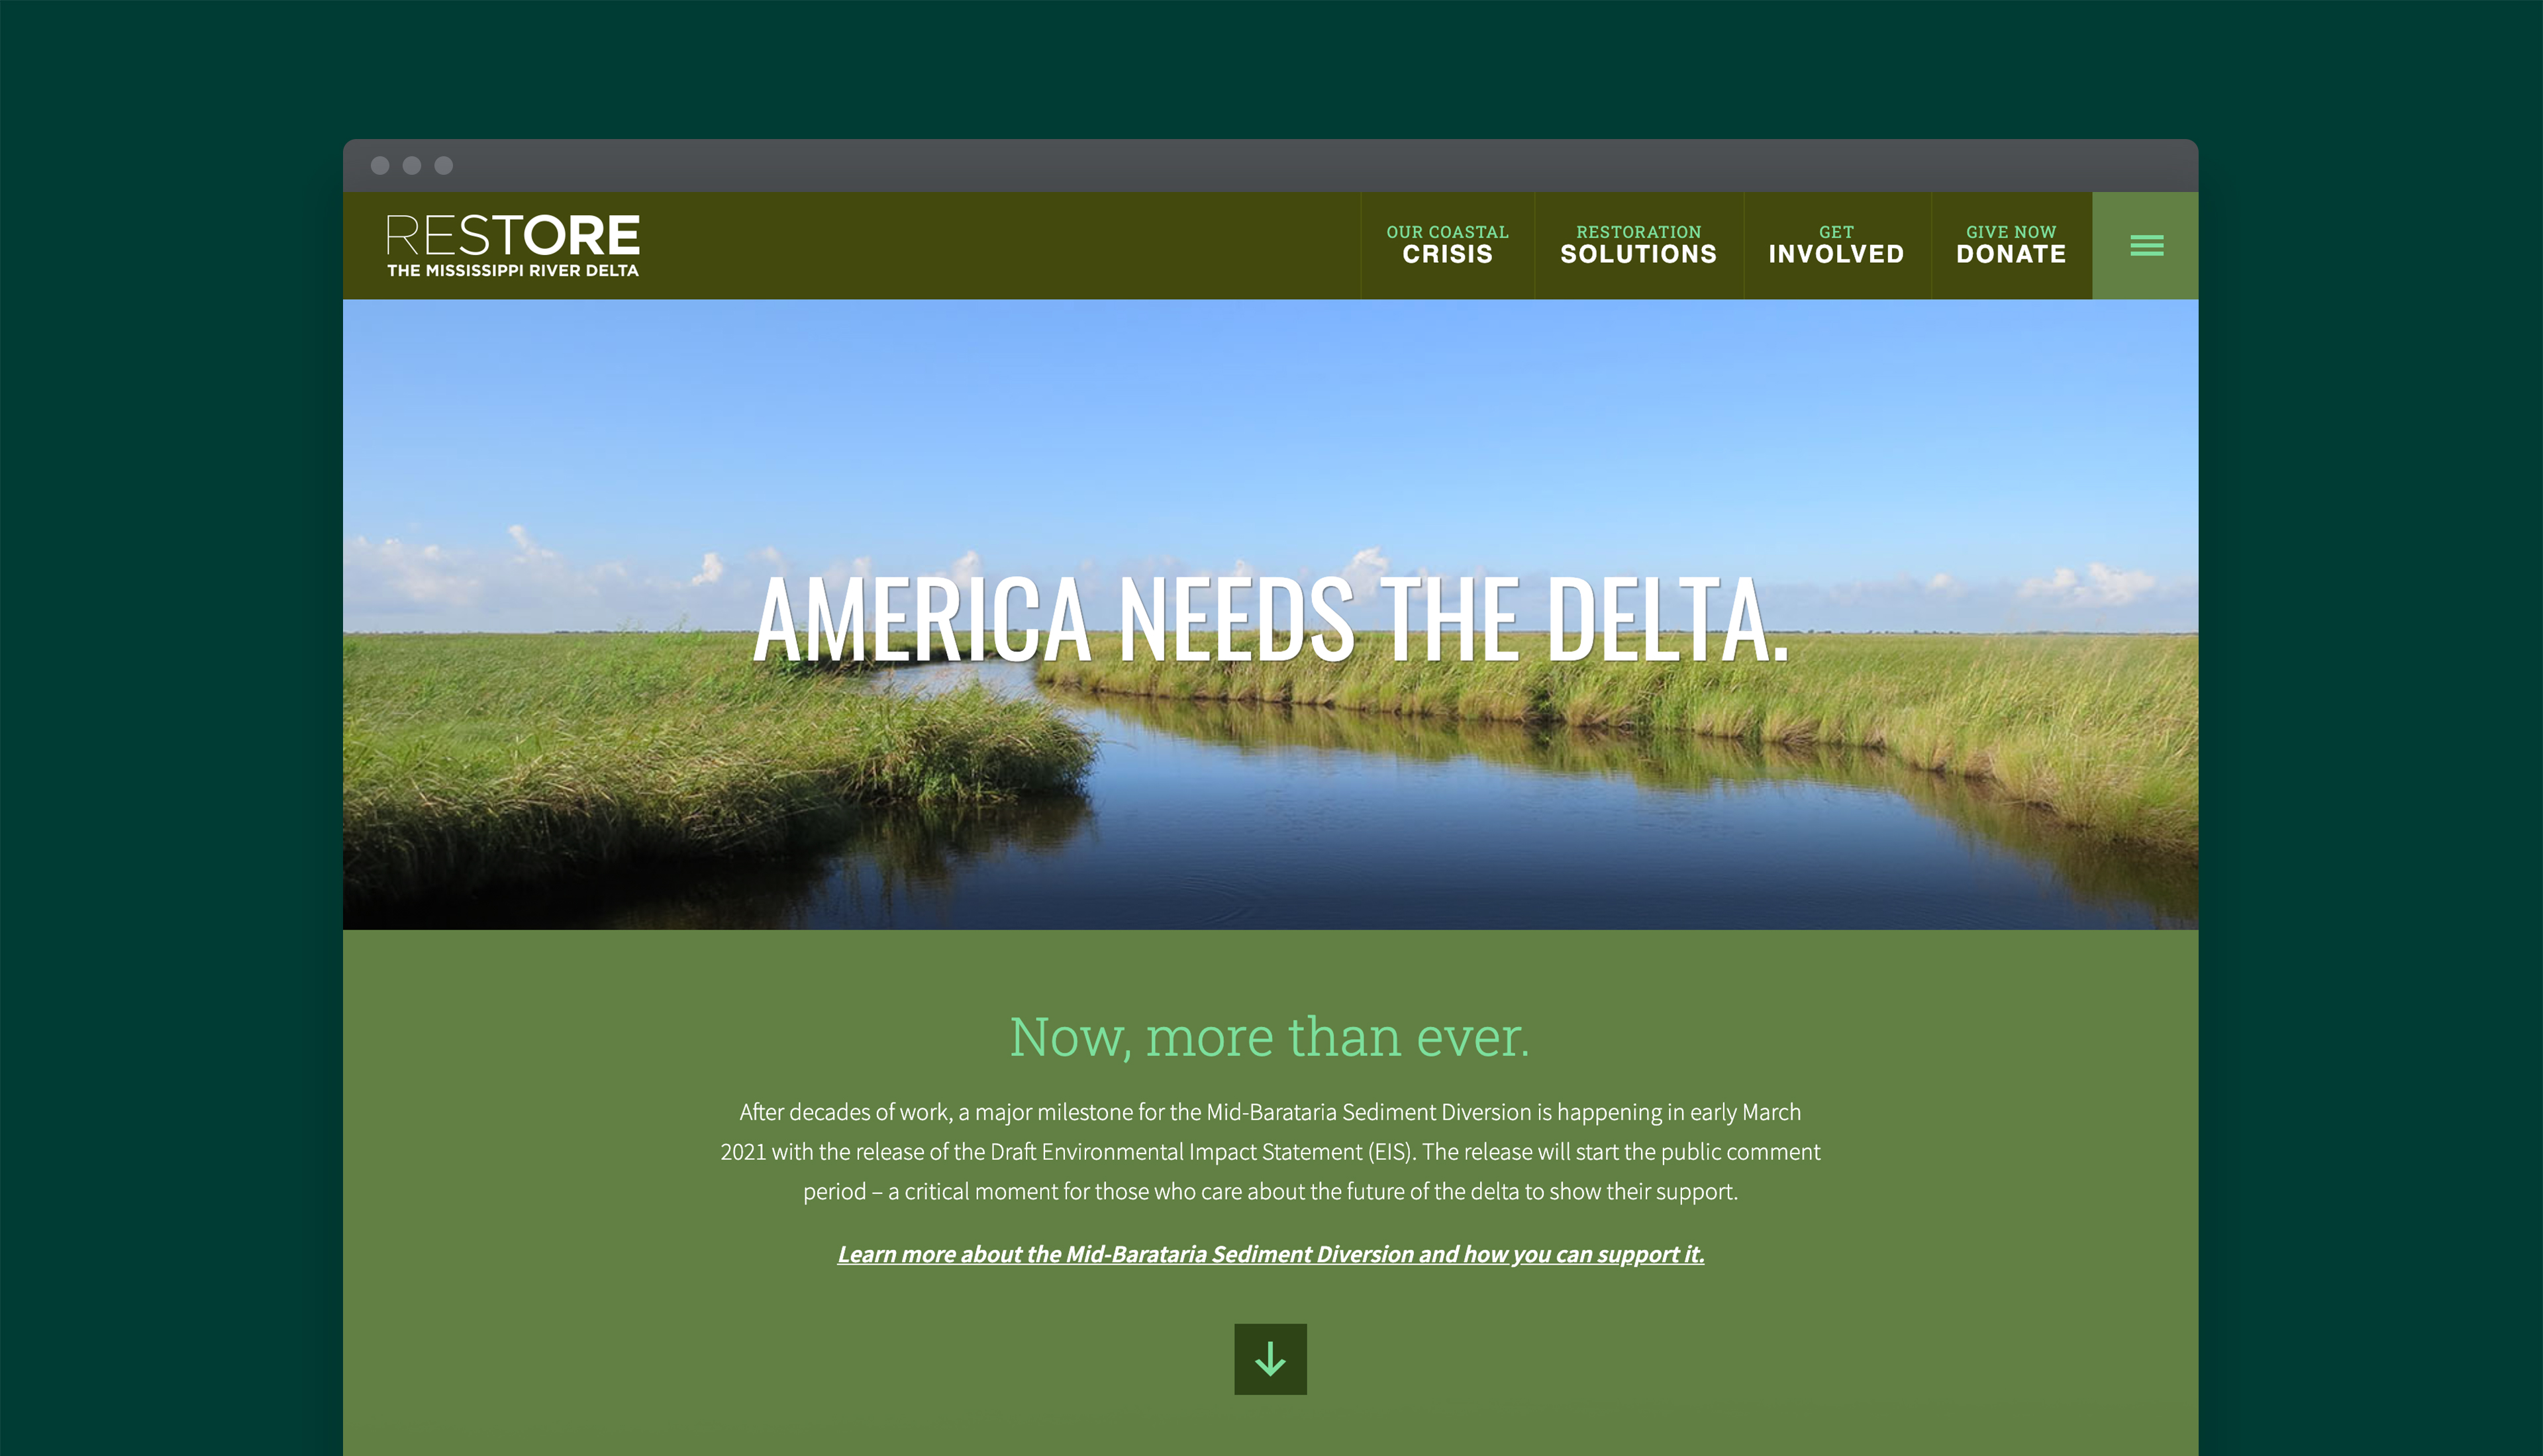 RESTORE
THE MISSISSIPPI RIVER DELTA
OUR COASTAL
CRISIS
RESTORATION
SOLUTIONS
GET
INVOLVED
GIVE NOW
DONATE
AMERICA NEEDS THE DELTA.
Now, more than ever.
After decades of work, a major milestone for the Mid-Barataria Sediment Diversion is happening in early March
2021 with the release of the Draft Environmental Impact Statement (EIS). The release will start the public comment
period – a critical moment for those who care about the future of the delta to show their support.
Learn more about the Mid-Barataria Sediment Diversion and how you can support it.